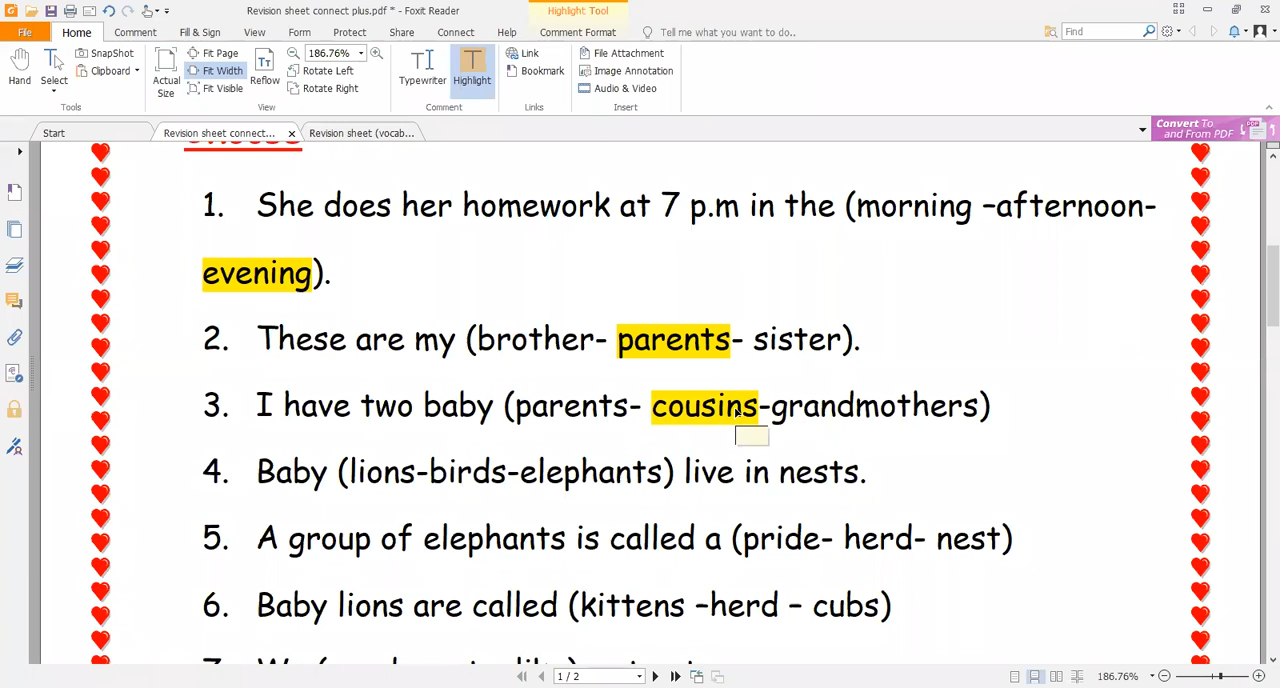 Revision sheet connect plus.pdf * - Foxit Reader
Highlight Tool
File Home Comment Fill & Sign View Form Protect Share Connect Help Comment Format Tell me what you want to do.. Find
Hand
Select
SnapShot
Clipboard
Actual Size
Fit Page
Fit Width
Fit Visible
Reflow
186.76%
Rotate Left
Rotate Right
Typewriter
Highlight
Link
Bookmark
File Attachment
Image Annotation
Audio & Video
Tools View Comment Links Insert
Start Revision sheet connect... Revision sheet (vocab...
Convert To
and From PDF
1. She does her homework at 7 p.m in the (morning –afternoon-
evening).
2. These are my (brother- parents- sister).
3. I have two baby (parents- cousins-grandmothers)
4. Baby (lions-birds-elephants) live in nests.
5. A group of elephants is called a (pride- herd- nest)
6. Baby lions are called (kittens –herd – cubs)
1 / 2 186.76%